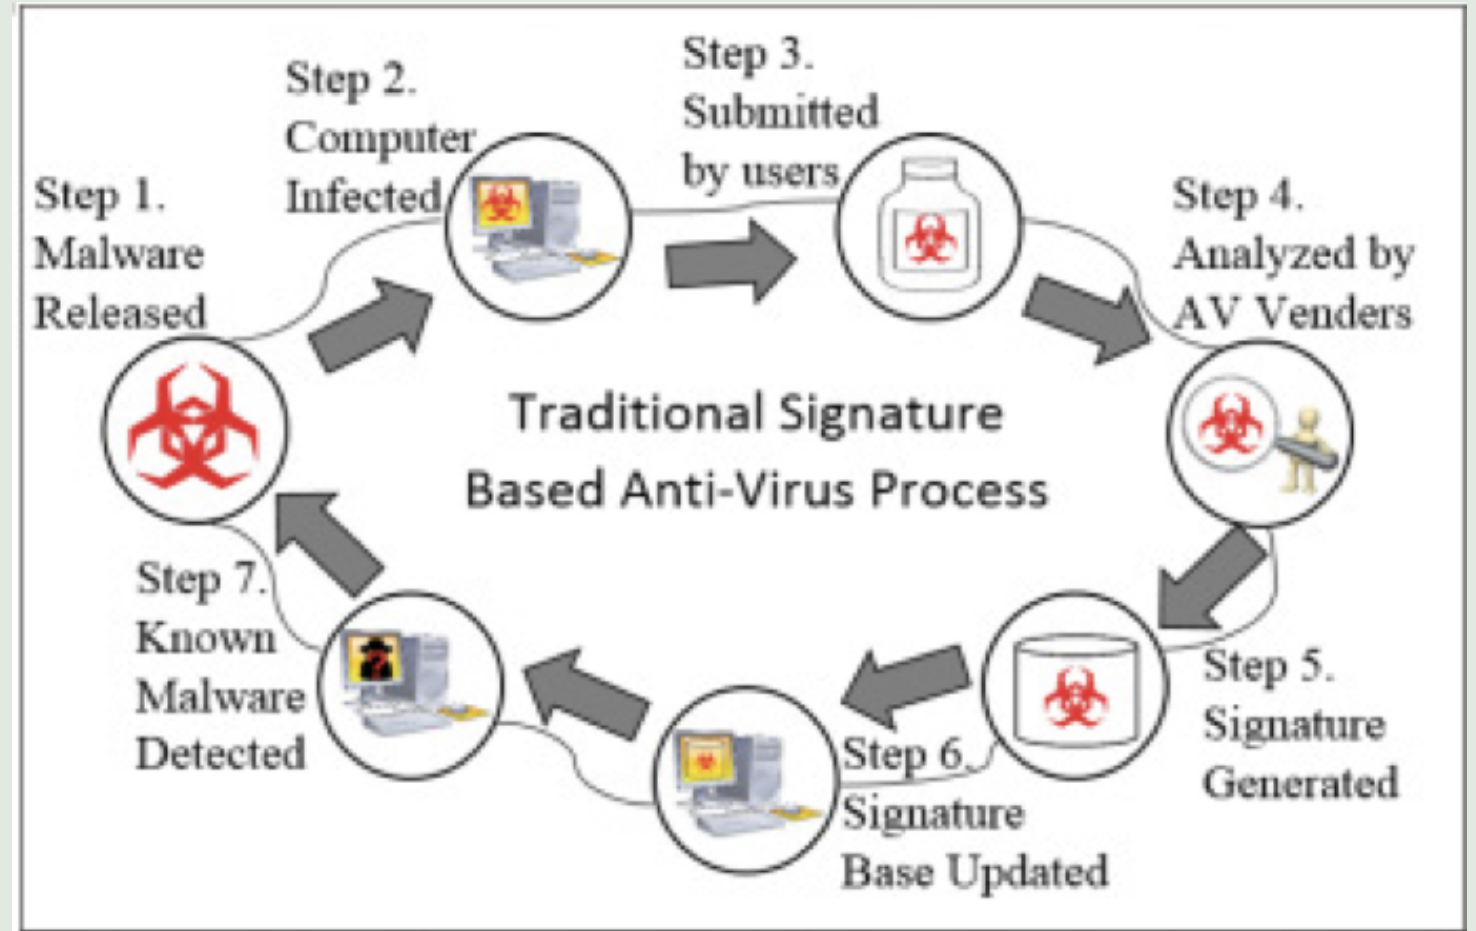 Step 1.
Malware
Released
Step 2.
Computer
Infected
Step 3.
Submitted
by users
Step 4.
Analyzed by
AV Venders
Traditional Signature
Based Anti-Virus Process
Step 5.
Signature
Generated
Step 6.
Signature
Base Updated
Step 7.
Known
Malware
Detected